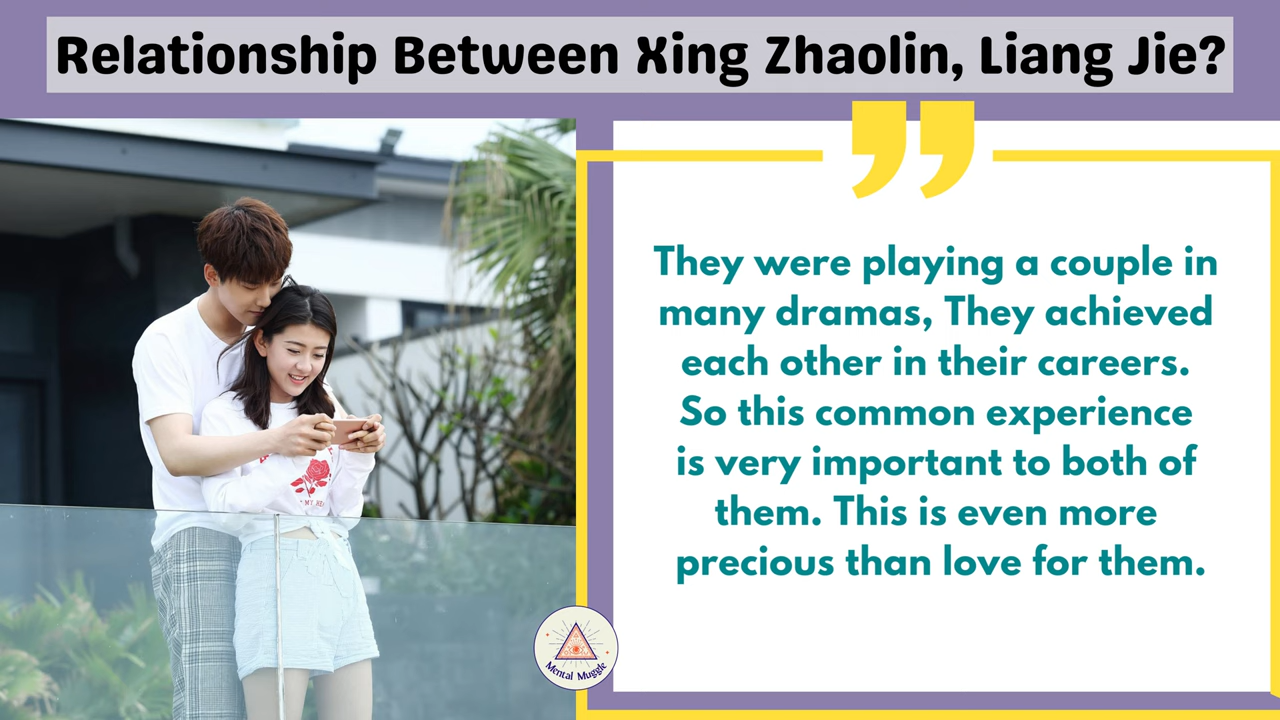 Relationship Between Xing Zhaolin, Liang Jie?
They were playing a couple in
many dramas, They achieved
each other in their careers.
So this common experience
is very important to both of
them. This is even more
precious than love for them.
Mental Muggle